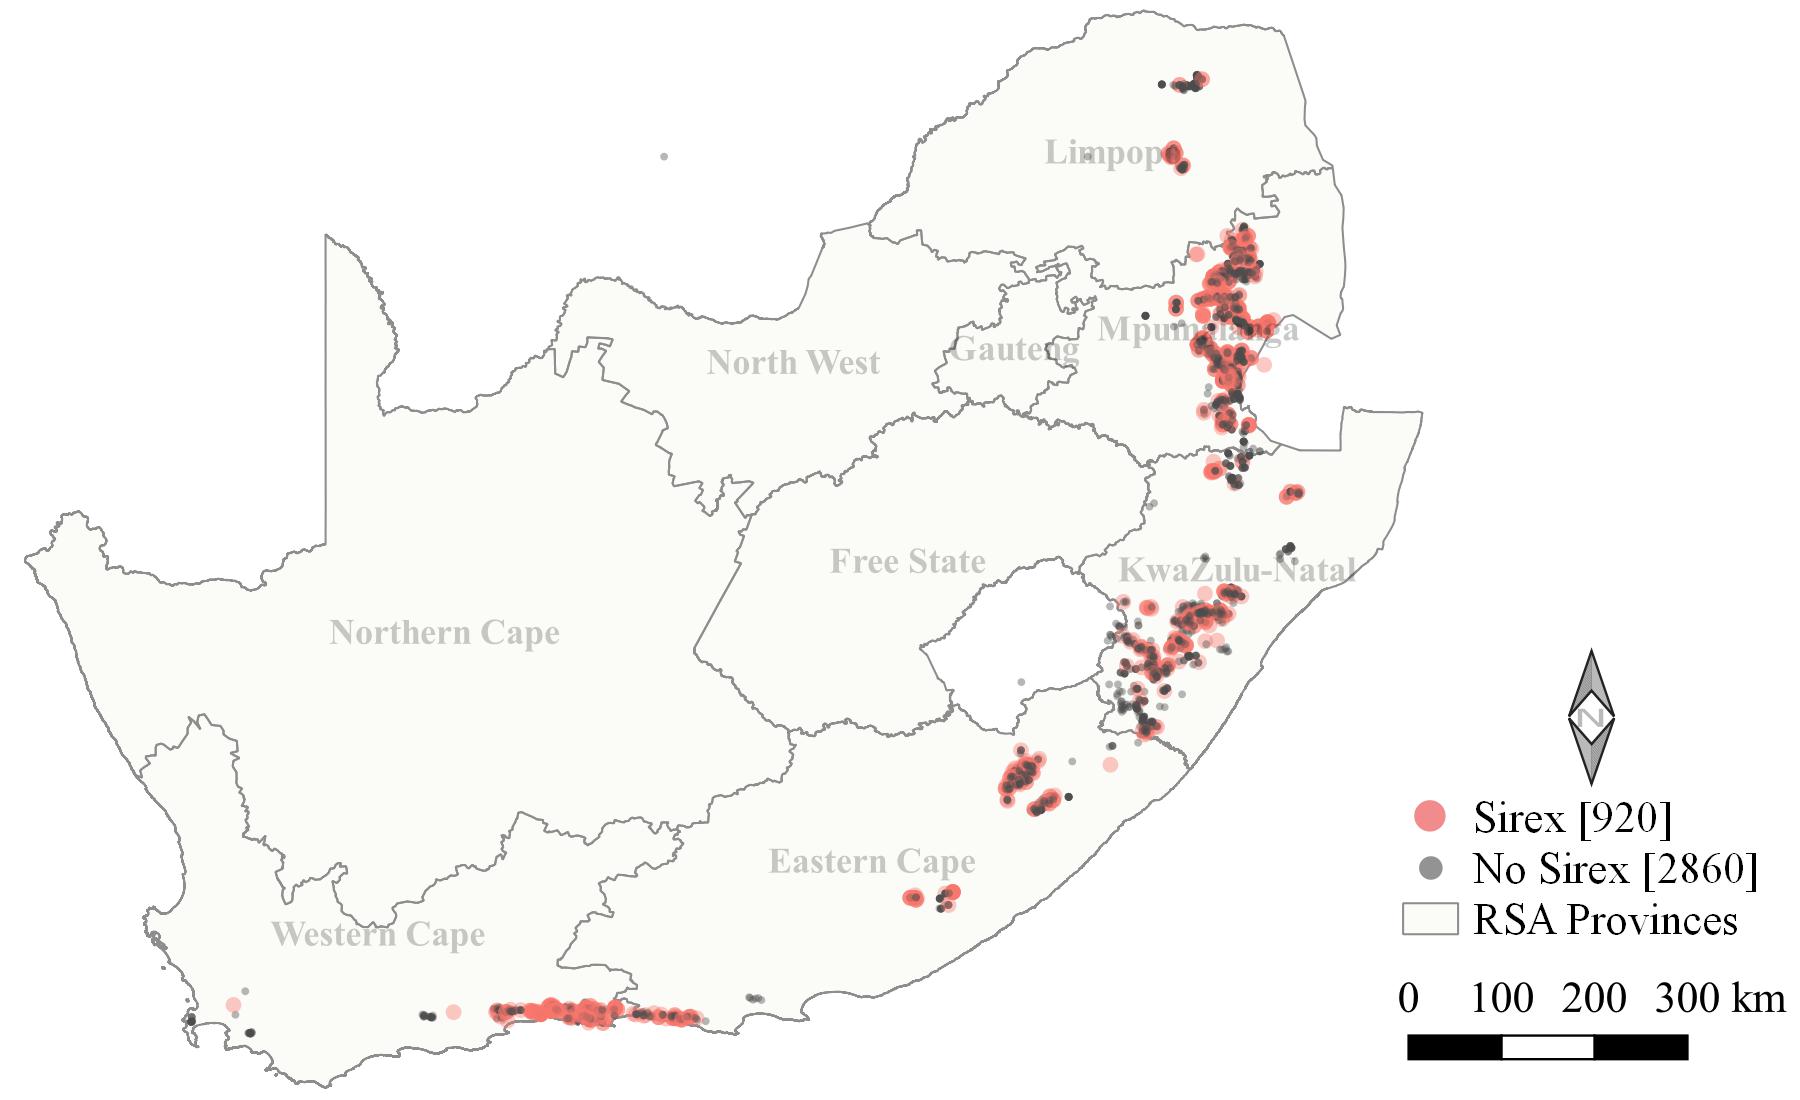 Limpopo
Mpumalanga
North West
Gauteng
Free State
KwaZulu-Natal
Northern Cape
Eastern Cape
Western Cape
N
Sirex [920]
No Sirex [2860]
RSA Provinces
0 100 200 300 km